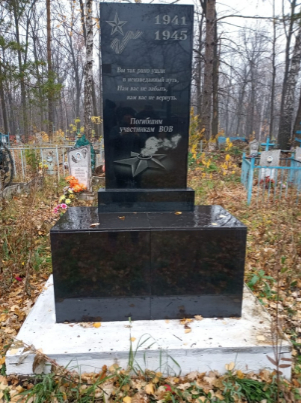 1941
1945
Вы так рано ушли
в неизведанный путь.
Нам вас не забыть,
нам вас не вернуть.
Погибшим
участникам ВОВ